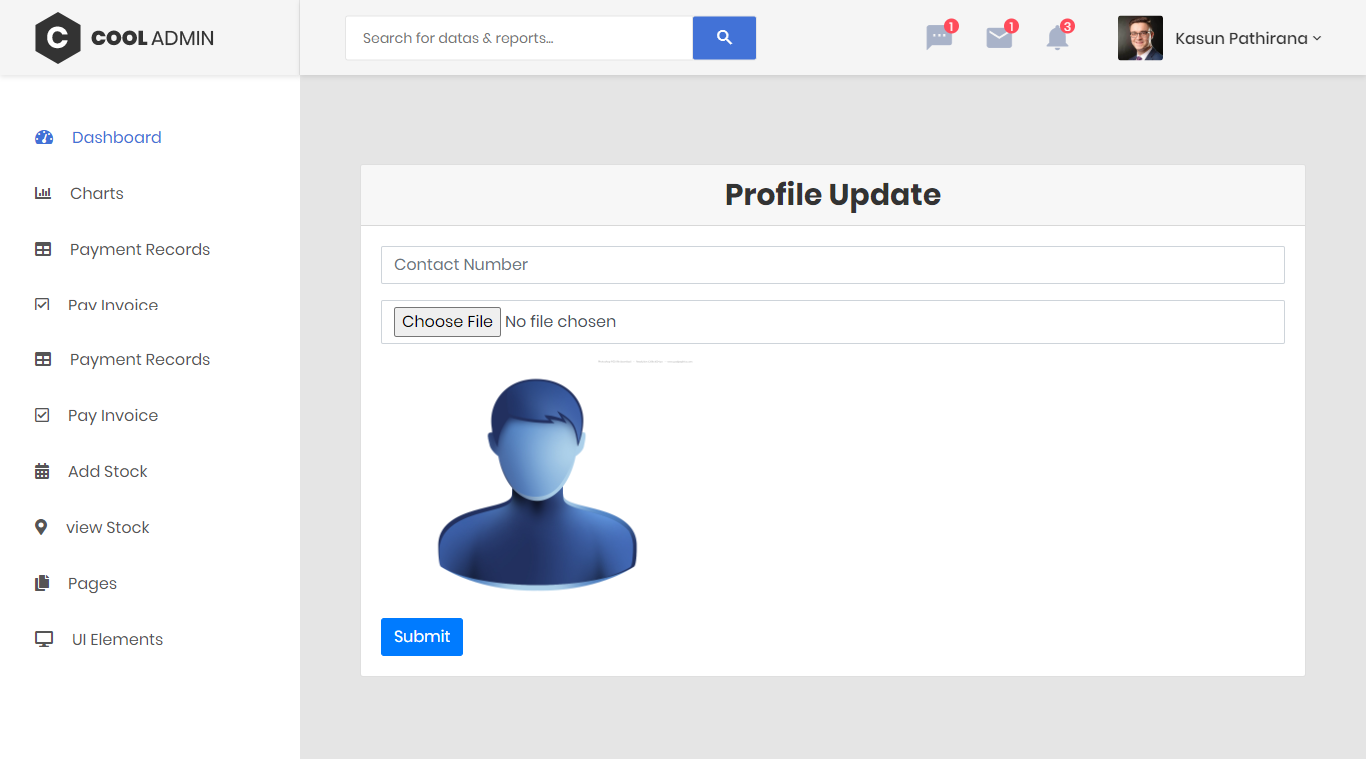 C COOL ADMIN
Search for datas & reports...
1
1
3
Kasun Pathirana
Dashboard
Charts
Payment Records
Pay Invoice
Payment Records
Pay Invoice
Add Stock
view Stock
Pages
UI Elements
Profile Update
Contact Number
Choose File No file chosen
Submit